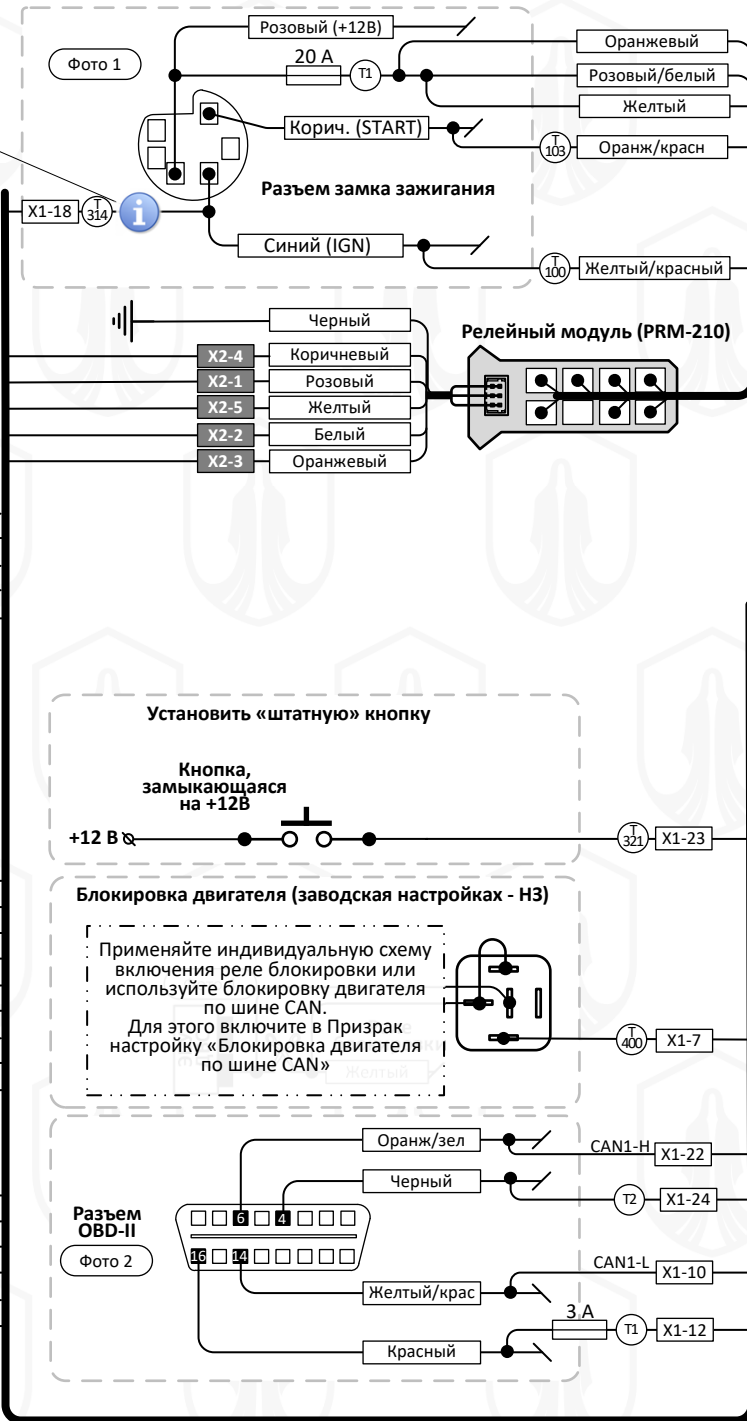 Фото 1
Розовый (+12В)
20 А
T1
Оранжевый
Розовый/белый
Желтый
Корич. (START)
T
103
Оранж/красн
Разъем замка зажигания
X1-18
T
314
i
Синий (IGN)
T
100
Желтый/красный
Черный
Релейный модуль (PRM-210)
X2-4
Коричневый
X2-1
Розовый
X2-5
Желтый
X2-2
Белый
X2-3
Оранжевый
Установить «штатную» кнопку
Кнопка,
замыкающаяся
на +12В
+12 В
T
321
X1-23
Блокировка двигателя (заводская настройках - НЗ)
Применяйте индивидуальную схему
включения реле блокировки или
используйте блокировку двигателя
по шине CAN.
Для этого включите в Призрак
настройку «Блокировка двигателя
по шине CAN»
Желтый
T
400
X1-7
Оранж/зел
CAN1-H
X1-22
Черный
T2
X1-24
Разъем
OBD-II
Фото 2
6
4
16
14
CAN1-L
X1-10
Желтый/крас
3 А
T1
X1-12
Красный